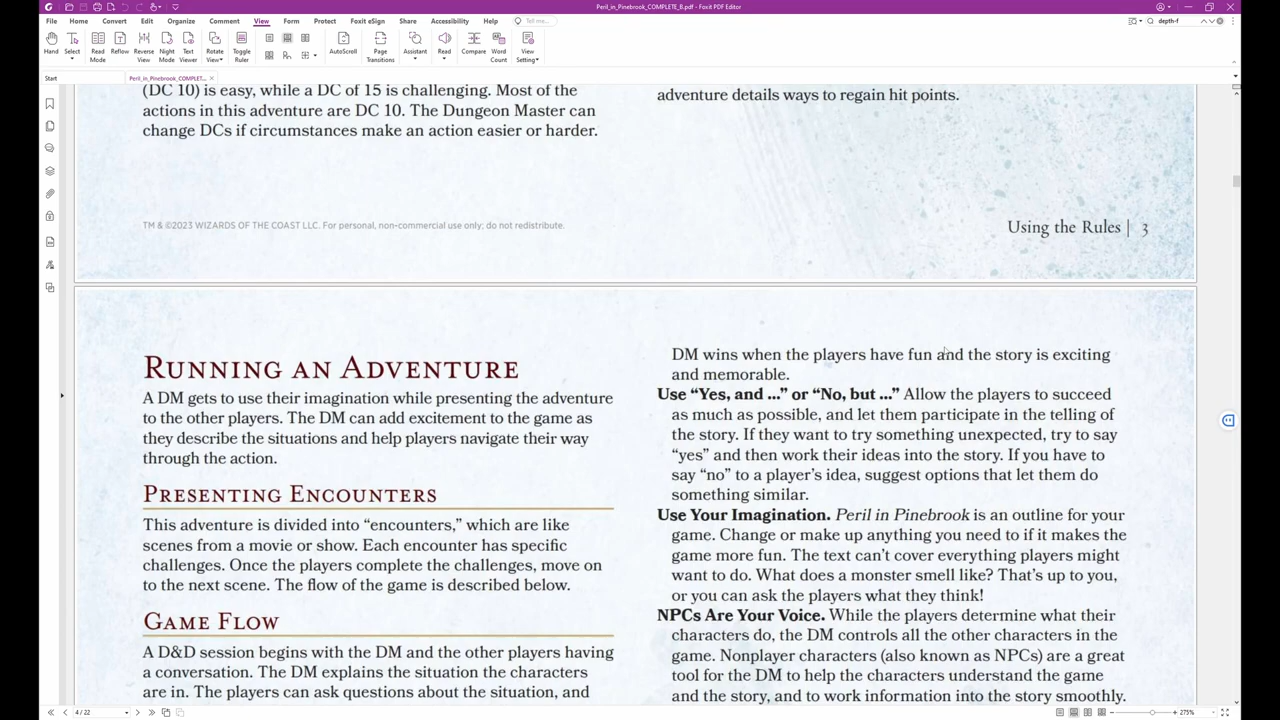 Peril_in_Pinebrook_COMPLETE_B.pdf - Foxit PDF Editor
File Home Convert Edit Organize Comment View Form Protect Foxit eSign Share Accessibility Help Tell me... depth-f
Hand Select Read Mode Reflow Reverse View Night Mode Text Viewer Rotate View Toggle Ruler AutoScroll Page Transitions Assistant Read Compare Word Count View Setting
Start Peril_in_Pinebrook_COMPLET...
(DC 10) is easy, while a DC of 15 is challenging. Most of the
actions in this adventure are DC 10. The Dungeon Master can
change DCs if circumstances make an action easier or harder.
adventure details ways to regain hit points.
TM & ©2023 WIZARDS OF THE COAST LLC. For personal, non-commercial use only; do not redistribute.
Using the Rules | 3
Running an Adventure
A DM gets to use their imagination while presenting the adventure
to the other players. The DM can add excitement to the game as
they describe the situations and help players navigate their way
through the action.
Presenting Encounters
This adventure is divided into “encounters,” which are like
scenes from a movie or show. Each encounter has specific
challenges. Once the players complete the challenges, move on
to the next scene. The flow of the game is described below.
Game Flow
A D&D session begins with the DM and the other players having
a conversation. The DM explains the situation the characters
are in. The players can ask questions about the situation, and
DM wins when the players have fun and the story is exciting
and memorable.
Use “Yes, and ...” or “No, but ...” Allow the players to succeed
as much as possible, and let them participate in the telling of
the story. If they want to try something unexpected, try to say
“yes” and then work their ideas into the story. If you have to
say “no” to a player’s idea, suggest options that let them do
something similar.
Use Your Imagination. Peril in Pinebrook is an outline for your
game. Change or make up anything you need to if it makes the
game more fun. The text can’t cover everything players might
want to do. What does a monster smell like? That’s up to you,
or you can ask the players what they think!
NPCs Are Your Voice. While the players determine what their
characters do, the DM controls all the other characters in the
game. Nonplayer characters (also known as NPCs) are a great
tool for the DM to help the characters understand the game
and the story, and to work information into the story smoothly.
4 / 22
275%